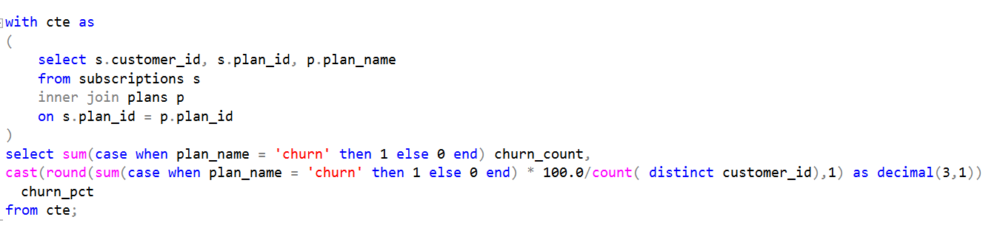 with cte as
(
select s.customer_id, s.plan_id, p.plan_name
from subscriptions s
inner join plans p
on s.plan_id = p.plan_id
)
select sum(case when plan_name = 'churn' then 1 else 0 end) churn_count,
cast(round(sum(case when plan_name = 'churn' then 1 else 0 end) * 100.0/count( distinct customer_id),1) as decimal(3,1))
churn_pct
from cte;